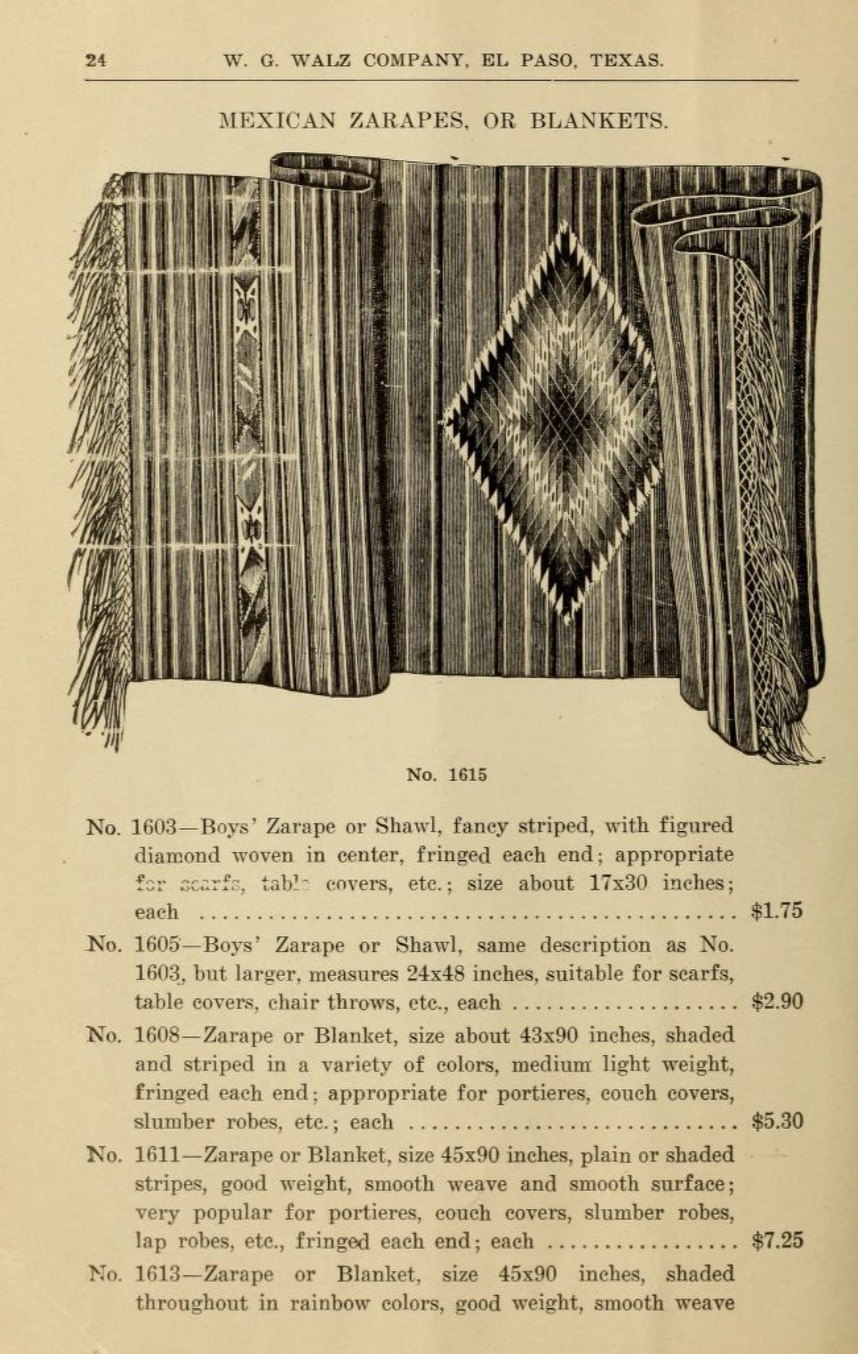 24 W. G. WALZ COMPANY, EL PASO, TEXAS.
MEXICAN ZARAPES, OR BLANKETS.
No. 1615
No. 1603—Boys' Zarape or Shawl, fancy striped, with figured
diamond woven in center, fringed each end; appropriate
for scarfs, table covers, etc.; size about 17x30 inches;
each ............................................... $1.75
No. 1605—Boys' Zarape or Shawl, same description as No.
1603, but larger, measures 24x48 inches, suitable for scarfs,
table covers, chair throws, etc., each .................... $2.90
No. 1608—Zarape or Blanket, size about 43x90 inches, shaded
and striped in a variety of colors, medium light weight,
fringed each end; appropriate for portieres, couch covers,
slumber robes, etc.; each ............................. $5.30
No. 1611—Zarape or Blanket, size 45x90 inches, plain or shaded
stripes, good weight, smooth weave and smooth surface;
very popular for portieres, couch covers, slumber robes,
lap robes, etc., fringed each end; each ................. $7.25
No. 1613—Zarape or Blanket, size 45x90 inches, shaded
throughout in rainbow colors, good weight, smooth weave